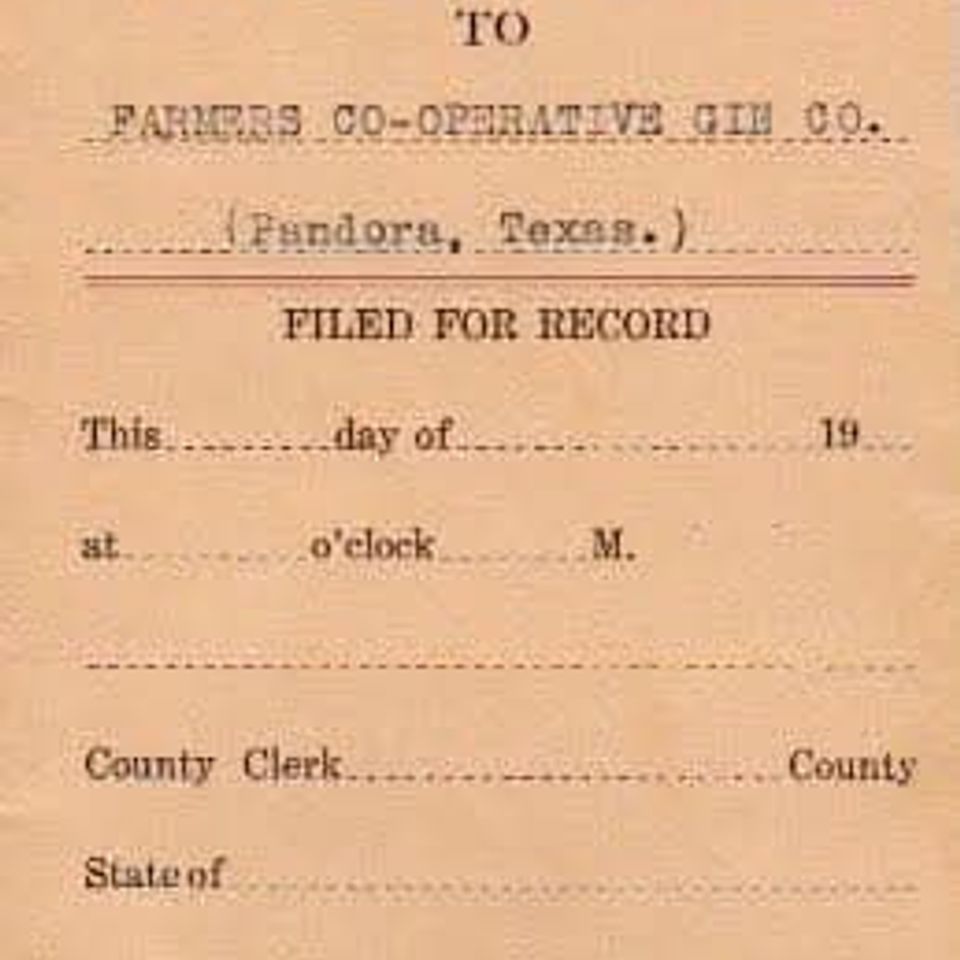 TO
FARMERS CO-OPERATIVE GIN CO.
(Pandora, Texas.)
FILED FOR RECORD
This.........day of....................19...
at..........o'clock........M.
County Clerk........................County
State of